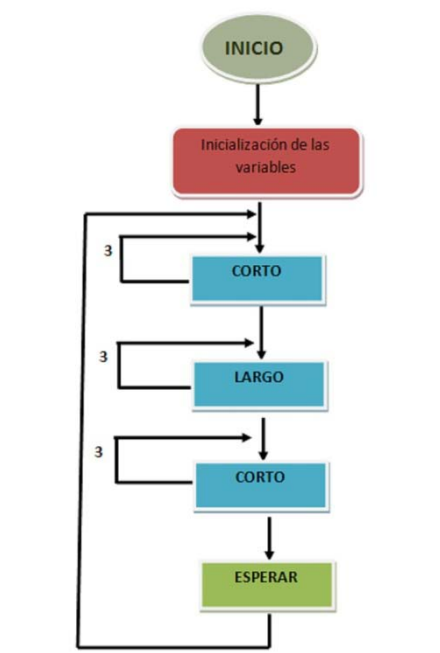 INICIO
Inicialización de las
variables
3
CORTO
3
LARGO
3
CORTO
ESPERAR